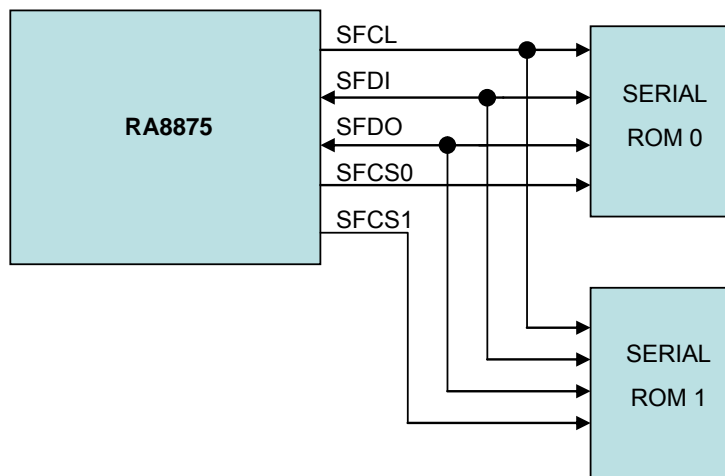 SFCL
SFDI
SFDO
SFCS0
SFCS1
RA8875
SERIAL
ROM 0
SERIAL
ROM 1